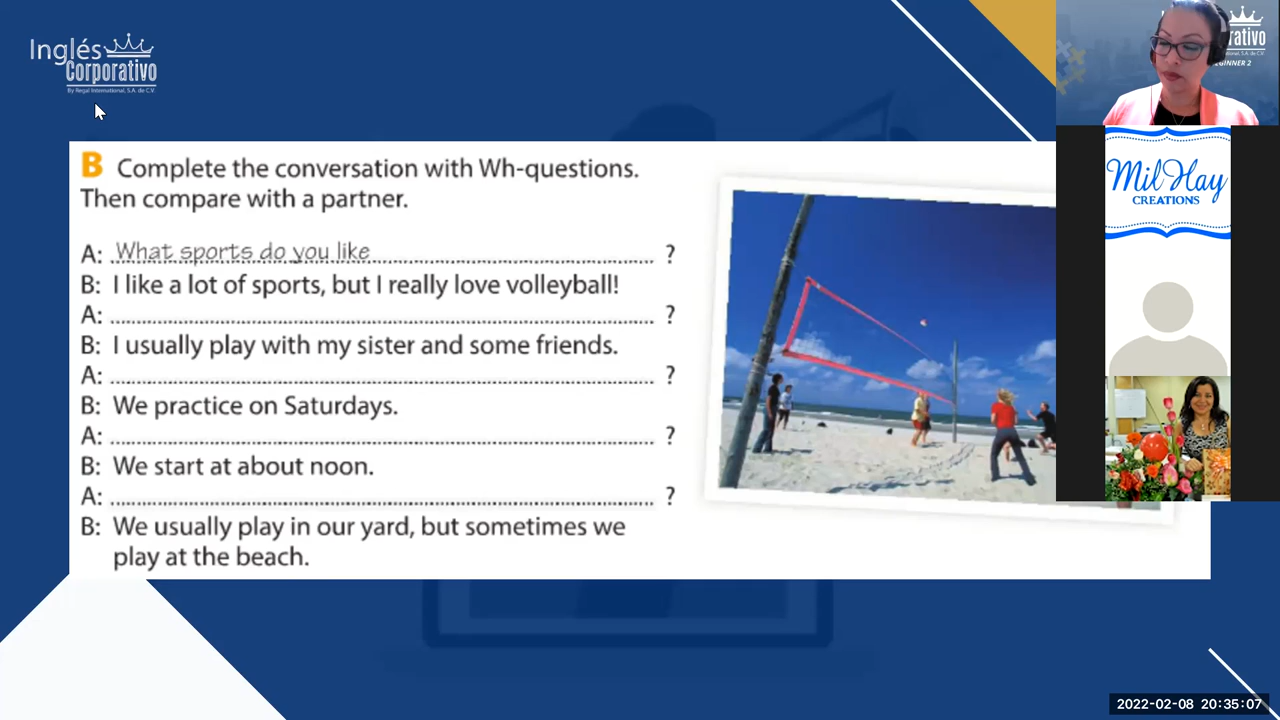 Inglés
Corporativo
By Regal International, S.A. de C.V.
B Complete the conversation with Wh-questions.
Then compare with a partner.
A: What sports do you like ?
B: I like a lot of sports, but I really love volleyball!
A: ?
B: I usually play with my sister and some friends.
A: ?
B: We practice on Saturdays.
A: ?
B: We start at about noon.
A: ?
B: We usually play in our yard, but sometimes we
play at the beach.
rativo
Mil Hay
CREATIONS
2022-02-08 20:35:07